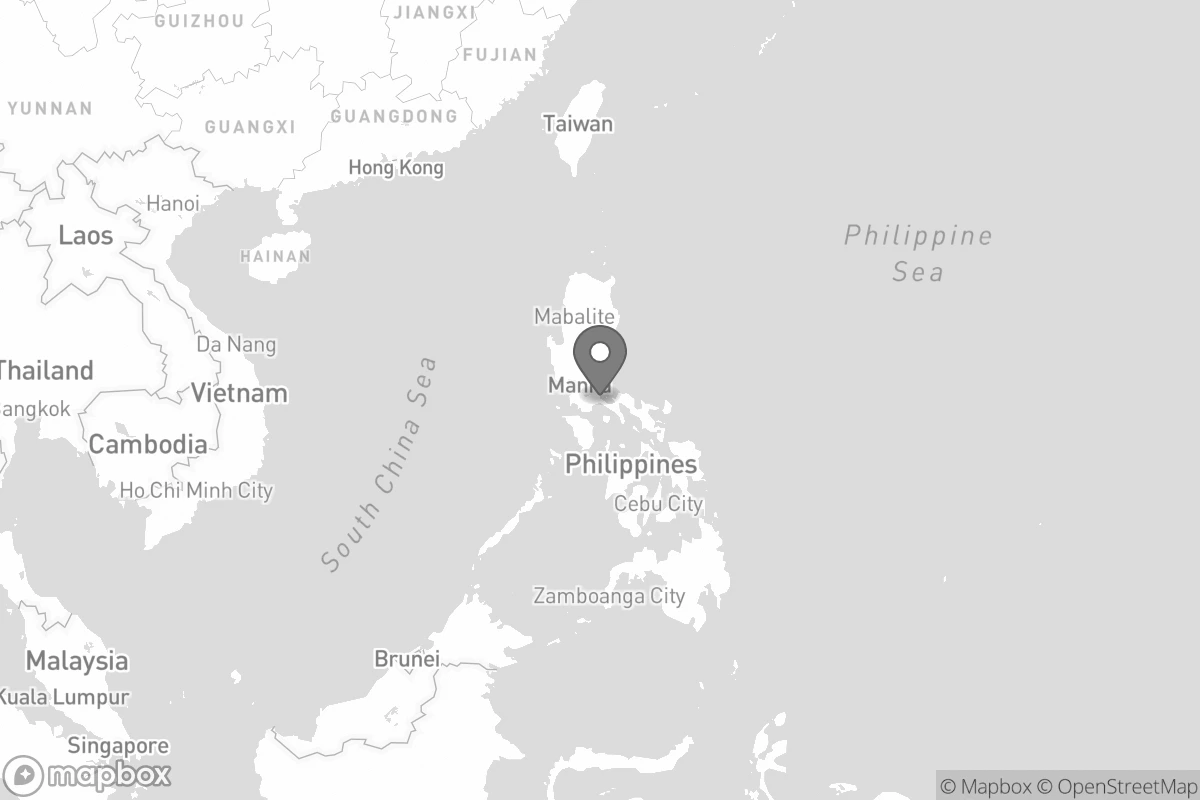 JIANGXI
GUIZHOU
FUJIAN
YUNNAN
GUANGXI
GUANGDONG
Taiwan
Hong Kong
Hanoi
Laos
HAINAN
Philippine
Sea
Mabalite
Da Nang
Thailand
Manila
Vietnam
Bangkok
South China Sea
Cambodia
Philippines
Ho Chi Minh City
Cebu City
Zamboanga City
Malaysia
Brunei
Kuala Lumpur
Singapore
mapbox
© Mapbox © OpenStreetMap